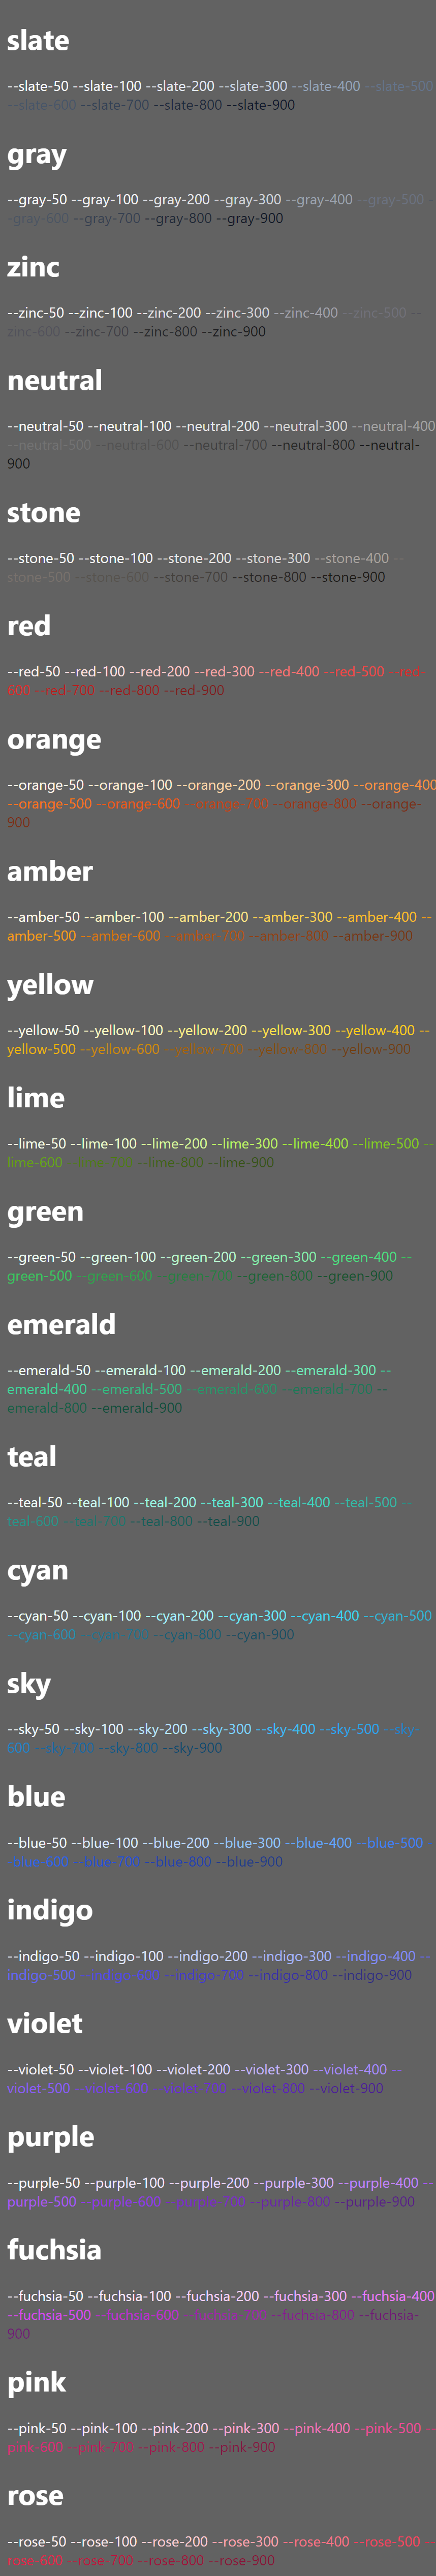 slate
--slate-50 --slate-100 --slate-200 --slate-300 --slate-400 --slate-500
--slate-600 --slate-700 --slate-800 --slate-900
gray
--gray-50 --gray-100 --gray-200 --gray-300 --gray-400 --gray-500 -
-gray-600 --gray-700 --gray-800 --gray-900
zinc
--zinc-50 --zinc-100 --zinc-200 --zinc-300 --zinc-400 --zinc-500 --
zinc-600 --zinc-700 --zinc-800 --zinc-900
neutral
--neutral-50 --neutral-100 --neutral-200 --neutral-300 --neutral-400
--neutral-500 --neutral-600 --neutral-700 --neutral-800 --neutral-
900
stone
--stone-50 --stone-100 --stone-200 --stone-300 --stone-400 --
stone-500 --stone-600 --stone-700 --stone-800 --stone-900
red
--red-50 --red-100 --red-200 --red-300 --red-400 --red-500 --red-
600 --red-700 --red-800 --red-900
orange
--orange-50 --orange-100 --orange-200 --orange-300 --orange-400
--orange-500 --orange-600 --orange-700 --orange-800 --orange-
900
amber
--amber-50 --amber-100 --amber-200 --amber-300 --amber-400 --
amber-500 --amber-600 --amber-700 --amber-800 --amber-900
yellow
--yellow-50 --yellow-100 --yellow-200 --yellow-300 --yellow-400 --
yellow-500 --yellow-600 --yellow-700 --yellow-800 --yellow-900
lime
--lime-50 --lime-100 --lime-200 --lime-300 --lime-400 --lime-500 --
lime-600 --lime-700 --lime-800 --lime-900
green
--green-50 --green-100 --green-200 --green-300 --green-400 --
green-500 --green-600 --green-700 --green-800 --green-900
emerald
--emerald-50 --emerald-100 --emerald-200 --emerald-300 --
emerald-400 --emerald-500 --emerald-600 --emerald-700 --
emerald-800 --emerald-900
teal
--teal-50 --teal-100 --teal-200 --teal-300 --teal-400 --teal-500 --
teal-600 --teal-700 --teal-800 --teal-900
cyan
--cyan-50 --cyan-100 --cyan-200 --cyan-300 --cyan-400 --cyan-500
--cyan-600 --cyan-700 --cyan-800 --cyan-900
sky
--sky-50 --sky-100 --sky-200 --sky-300 --sky-400 --sky-500 --sky-
600 --sky-700 --sky-800 --sky-900
blue
--blue-50 --blue-100 --blue-200 --blue-300 --blue-400 --blue-500 -
-blue-600 --blue-700 --blue-800 --blue-900
indigo
--indigo-50 --indigo-100 --indigo-200 --indigo-300 --indigo-400 --
indigo-500 --indigo-600 --indigo-700 --indigo-800 --indigo-900
violet
--violet-50 --violet-100 --violet-200 --violet-300 --violet-400 --
violet-500 --violet-600 --violet-700 --violet-800 --violet-900
purple
--purple-50 --purple-100 --purple-200 --purple-300 --purple-400 --
purple-500 --purple-600 --purple-700 --purple-800 --purple-900
fuchsia
--fuchsia-50 --fuchsia-100 --fuchsia-200 --fuchsia-300 --fuchsia-400
--fuchsia-500 --fuchsia-600 --fuchsia-700 --fuchsia-800 --fuchsia-
900
pink
--pink-50 --pink-100 --pink-200 --pink-300 --pink-400 --pink-500 --
pink-600 --pink-700 --pink-800 --pink-900
rose
--rose-50 --rose-100 --rose-200 --rose-300 --rose-400 --rose-500 --
rose-600 --rose-700 --rose-800 --rose-900